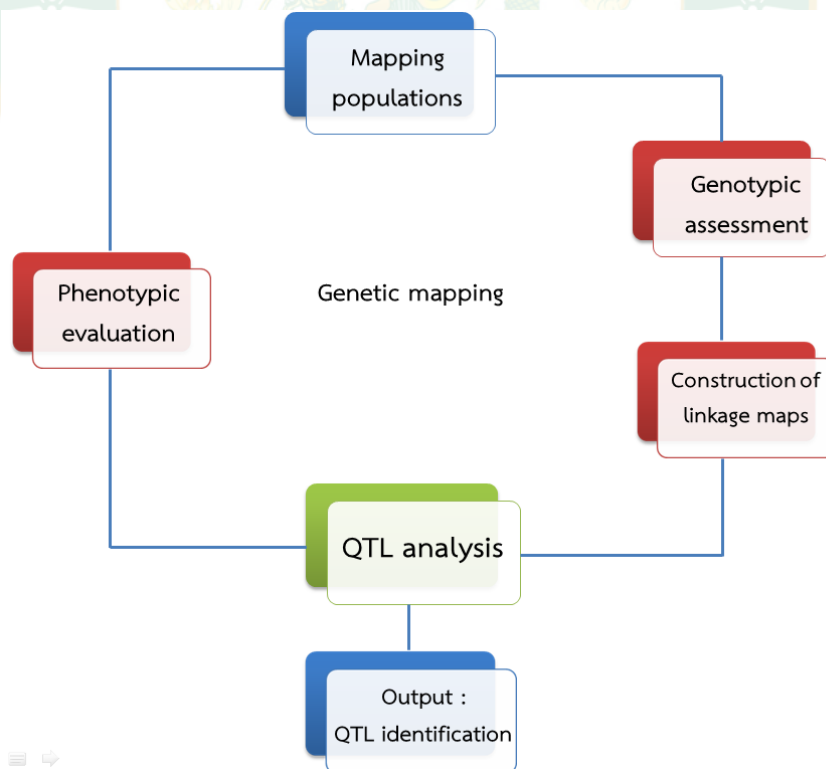 Mapping
populations
Genotypic
assessment
Phenotypic
evaluation
Genetic mapping
Construction of
linkage maps
QTL analysis
Output :
QTL identification